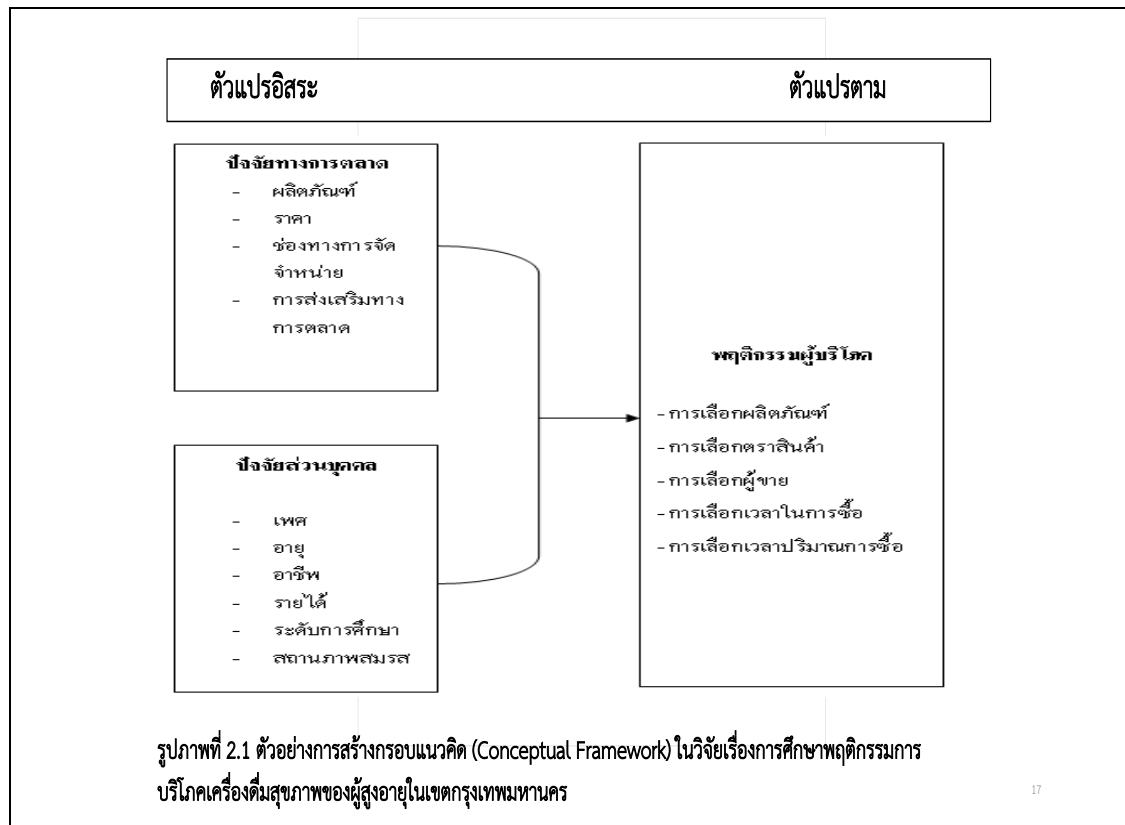 ตัวแปรอิสระ
ตัวแปรตาม
ปัจจัยทางการตลาด
- ผลิตภัณฑ์
- ราคา
- ช่องทางการจัด
จำหน่าย
- การส่งเสริมทาง
การตลาด
ปัจจัยส่วนบุคคล
- เพศ
- อายุ
- อาชีพ
- รายได้
- ระดับการศึกษา
- สถานภาพสมรส
พฤติกรรมผู้บริโภค
- การเลือกผลิตภัณฑ์
- การเลือกตราสินค้า
- การเลือกผู้ขาย
- การเลือกเวลาในการซื้อ
- การเลือกเวลาปริมาณการซื้อ
รูปภาพที่ 2.1 ตัวอย่างการสร้างกรอบแนวคิด (Conceptual Framework) ในวิจัยเรื่องการศึกษาพฤติกรรมการ
บริโภคเครื่องดื่มสุขภาพของผู้สูงอายุในเขตกรุงเทพมหานคร
17